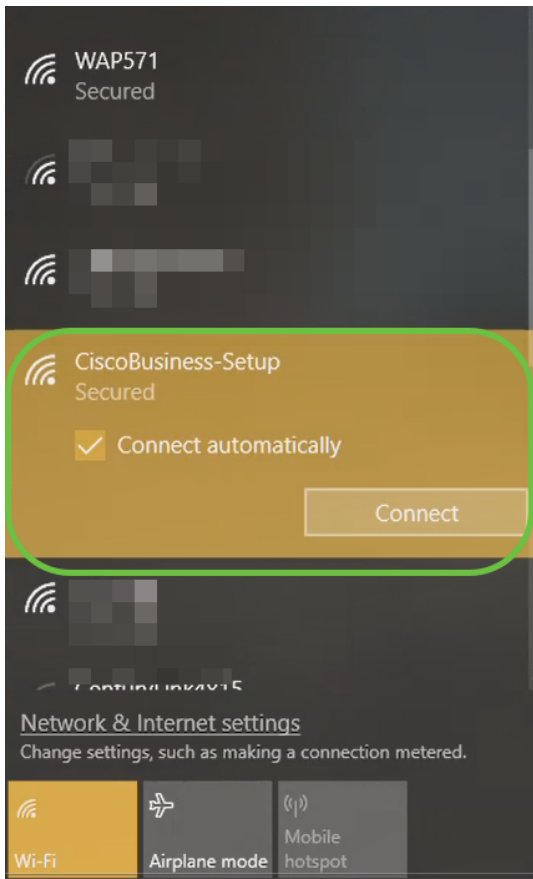 WAP571
Secured
CiscoBusiness-Setup
Secured
Connect automatically
Connect
Network & Internet settings
Change settings, such as making a connection metered.
Wi-Fi
Airplane mode
Mobile
hotspot